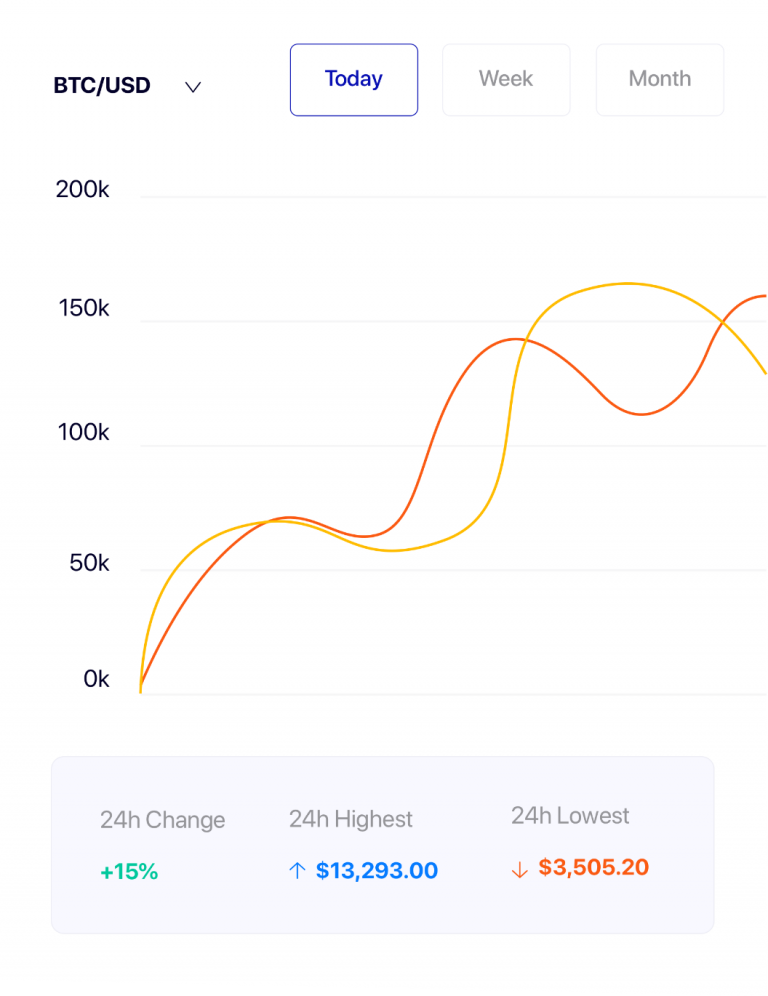 BTC/USD
Today
Week
Month
200k
150k
100k
50k
0k
24h Change
24h Highest
24h Lowest
+15%
↑ $13,293.00
↓ $3,505.20